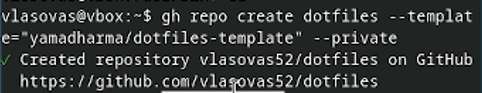 vlasovas@vbox:~$ gh repo create dotfiles --templat
e="yamadharma/dotfiles-template" --private
✓ Created repository vlasovas52/dotfiles on GitHub
https://github.com/vlasovas52/dotfiles